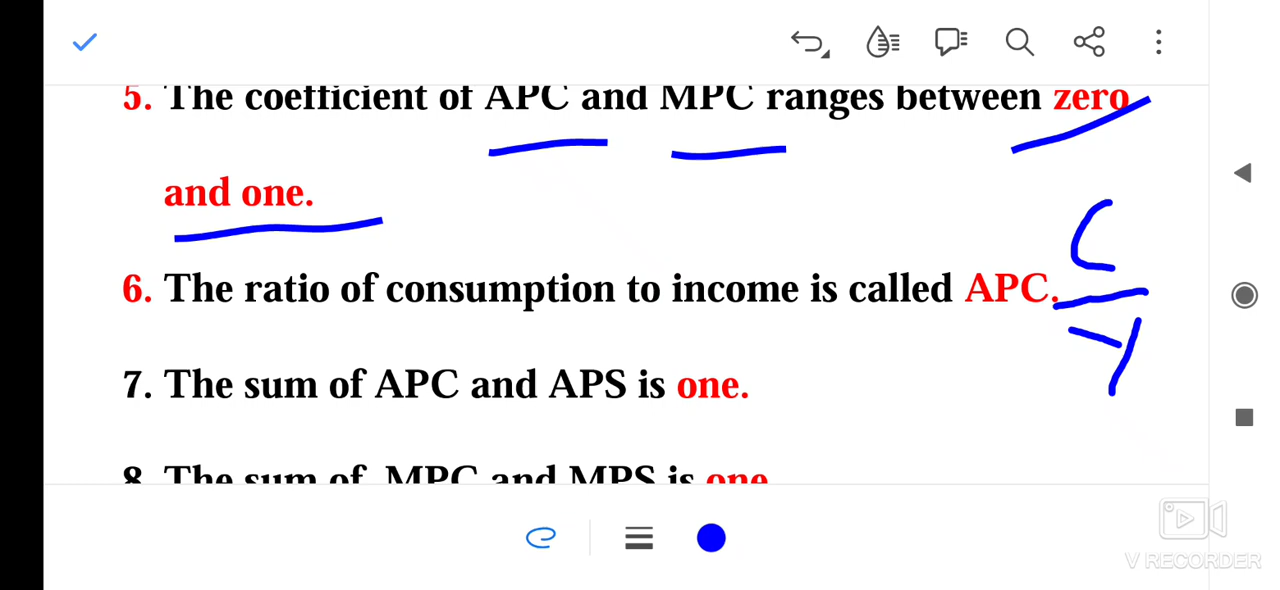 5. The coefficient of APC and MPC ranges between zero
and one.
C
6. The ratio of consumption to income is called APC.
Y
7. The sum of APC and APS is one.
8. The sum of MPC and MPS is one
V RECORDER